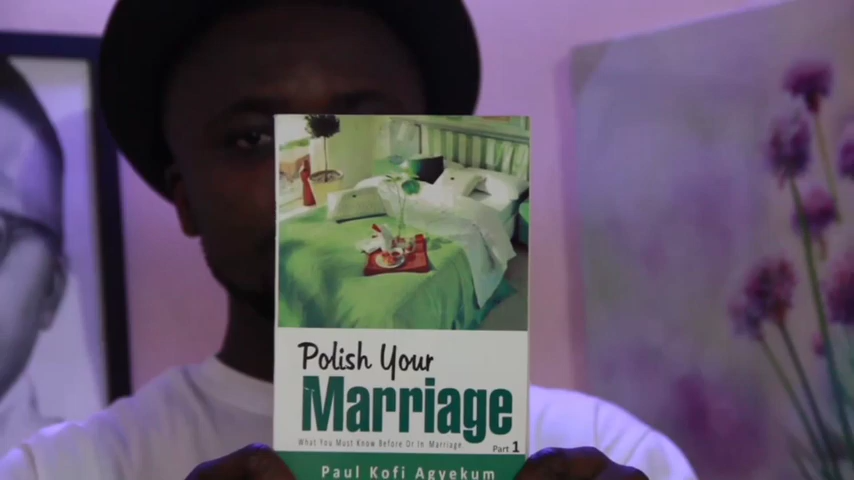 Polish Your
Marriage
What You Must Know Before Or In Marriage
Part 1
Paul Kofi Agyekum